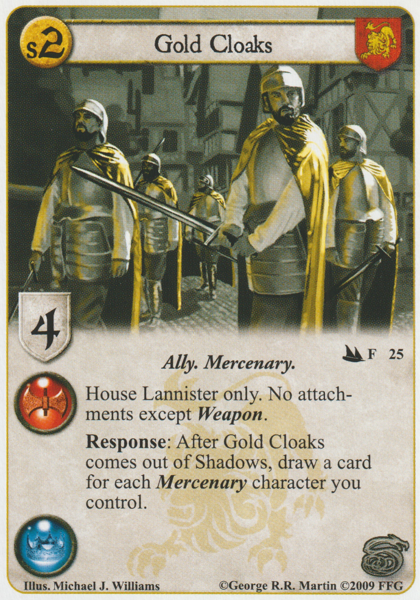 s2
Gold Cloaks
4
F 25
Ally. Mercenary.
House Lannister only. No attach-
ments except Weapon.
Response: After Gold Cloaks
comes out of Shadows, draw a card
for each Mercenary character you
control.
Illus. Michael J. Williams ©George R.R. Martin ©2009 FFG